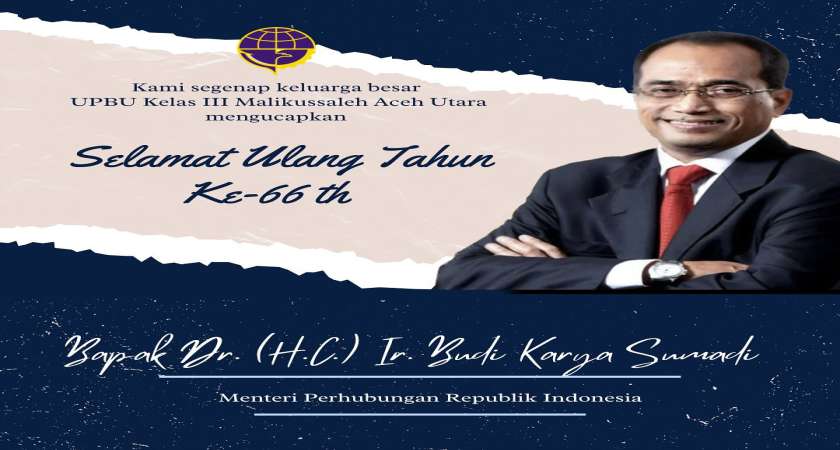 Kami segenap keluarga besar
UPBU Kelas III Malikussaleh Aceh Utara
mengucapkan
Selamat Ulang Tahun
Ke-66 th
Bapak Dr. (H.C.) Ir. Budi Karya Sumadi
Menteri Perhubungan Republik Indonesia